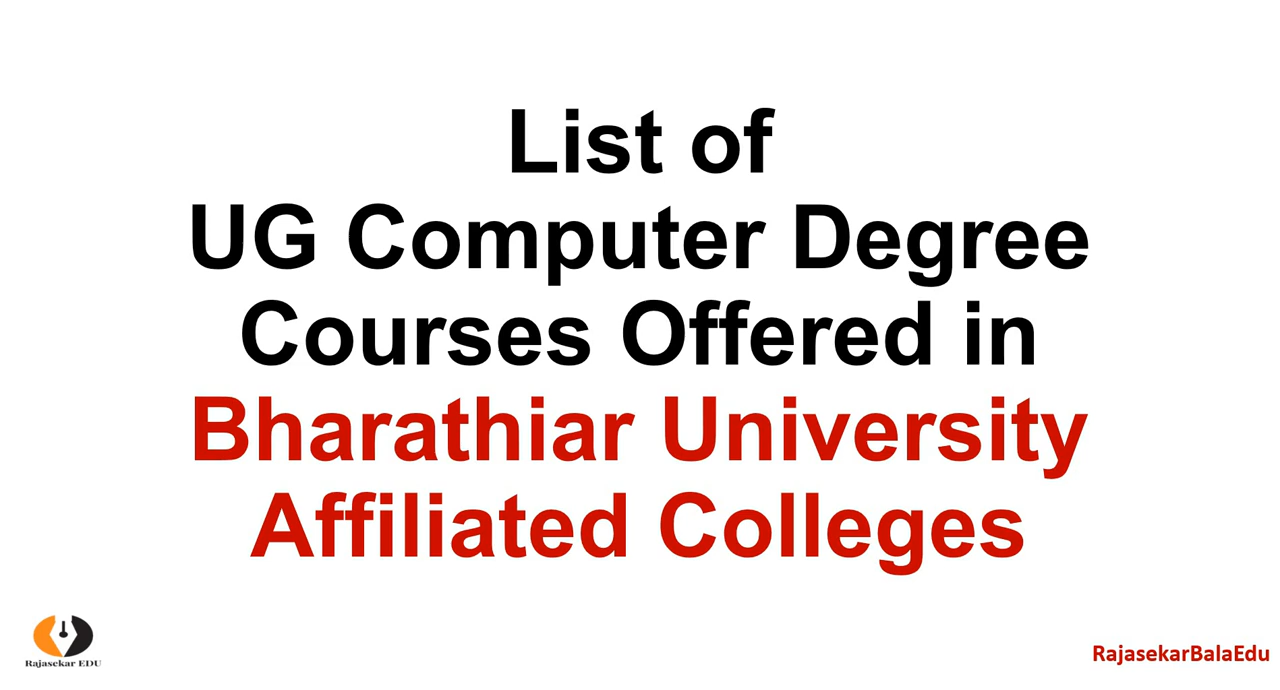 List of
UG Computer Degree
Courses Offered in
Bharathiar University
Affiliated Colleges
Rajasekar EDU
RajasekarBalaEdu